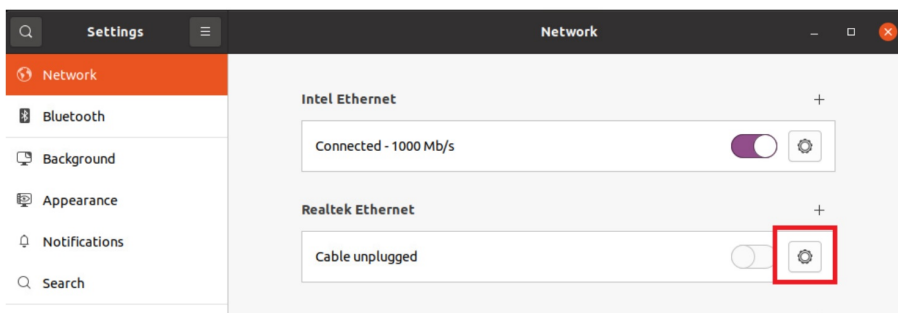 Settings
Network
Network
Bluetooth
Background
Appearance
Notifications
Search
Intel Ethernet
Connected - 1000 Mb/s
Realtek Ethernet
Cable unplugged